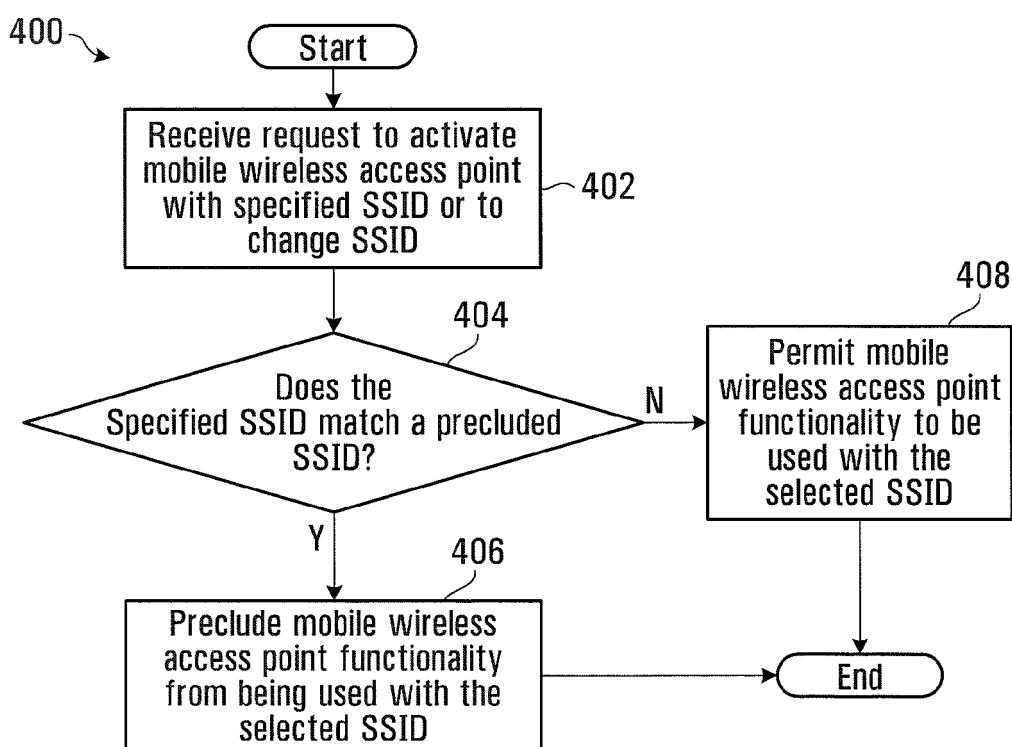 400
Start
Receive request to activate
mobile wireless access point
with specified SSID or to
change SSID
402
404
Does the
Specified SSID match a precluded
SSID?
N
Y
408
Permit mobile
wireless access point
functionality to be
used with the
selected SSID
406
Preclude mobile wireless
access point functionality
from being used with the
selected SSID
End